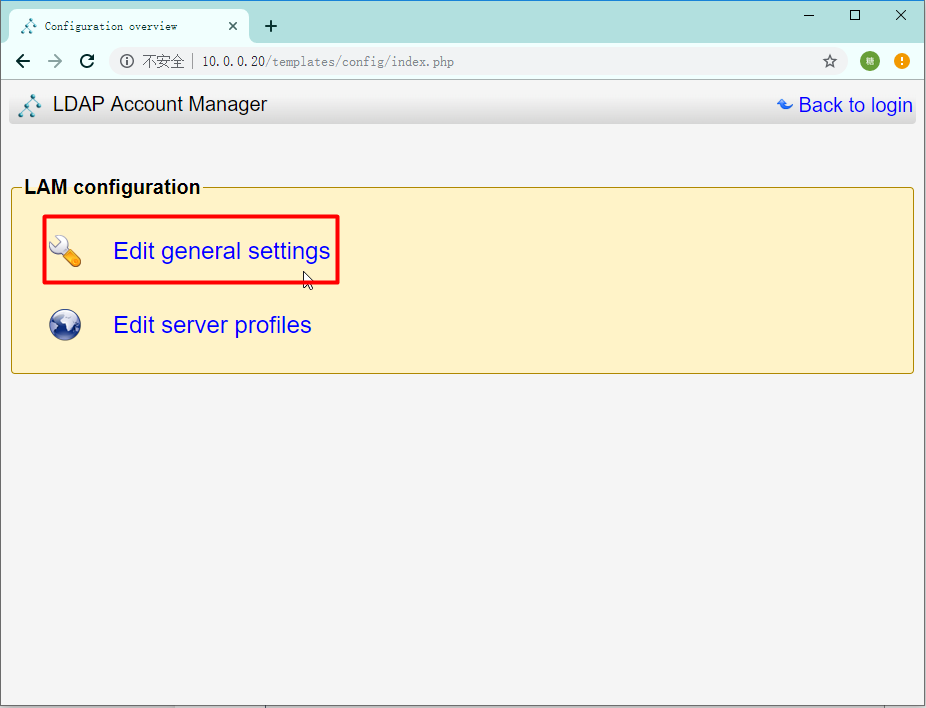 Configuration overview
不安全 10.0.0.20/templates/config/index.php
糖
LDAP Account Manager
Back to login
LAM configuration
Edit general settings
Edit server profiles